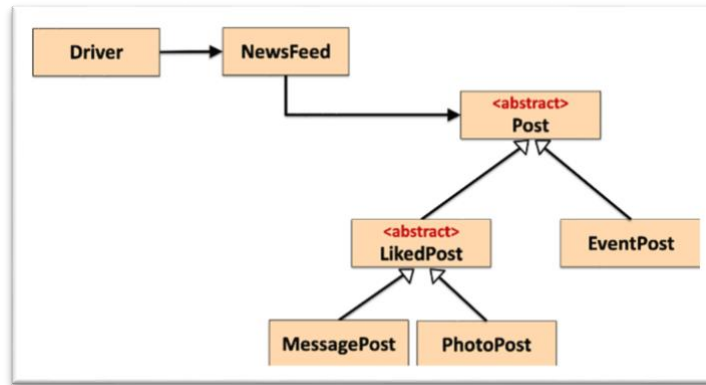 Driver
NewsFeed
<abstract>
Post
<abstract>
LikedPost
EventPost
MessagePost
PhotoPost